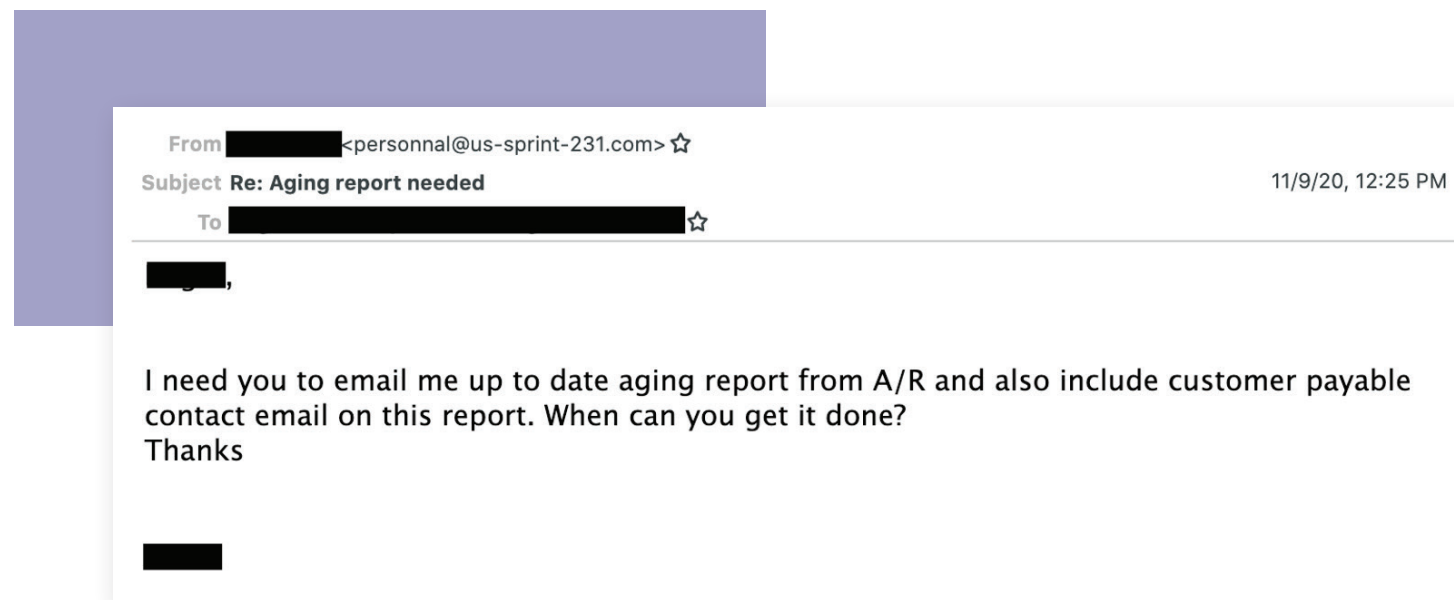 From <personnal@us-sprint-231.com>
Subject Re: Aging report needed 11/9/20, 12:25 PM
To
,
I need you to email me up to date aging report from A/R and also include customer payable
contact email on this report. When can you get it done?
Thanks